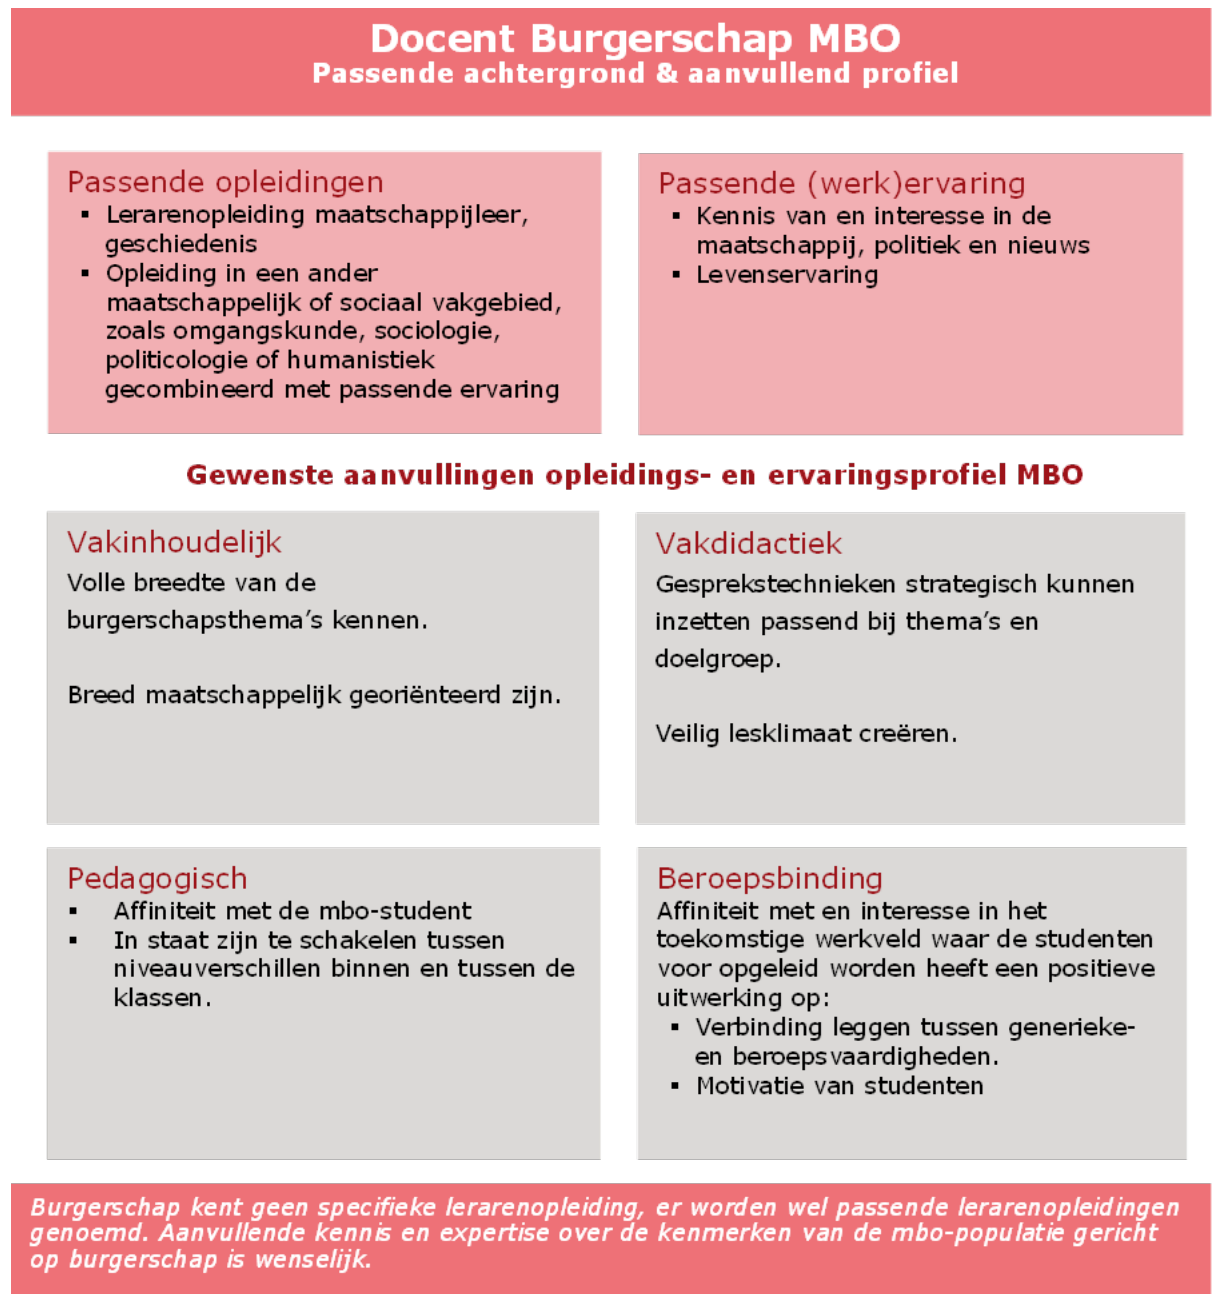 Docent Burgerschap MBO
Passende achtergrond & aanvullend profiel
Passende opleidingen
▪ Lerarenopleiding maatschappijleer,
geschiedenis
▪ Opleiding in een ander
maatschappelijk of sociaal vakgebied,
zoals omgangskunde, sociologie,
politicologie of humanistiek
gecombineerd met passende ervaring
Passende (werk)ervaring
▪ Kennis van en interesse in de
maatschappij, politiek en nieuws
▪ Levenservaring
Gewenste aanvullingen opleidings- en ervaringsprofiel MBO
Vakinhoudelijk
Volle breedte van de
burgerschapsthema's kennen.
Breed maatschappelijk georiënteerd zijn.
Vakdidactiek
Gesprekstechnieken strategisch kunnen
inzetten passend bij thema's en
doelgroep.
Veilig lesklimaat creëren.
Pedagogisch
▪ Affiniteit met de mbo-student
▪ In staat zijn te schakelen tussen
niveauverschillen binnen en tussen de
klassen.
Beroepsbinding
Affiniteit met en interesse in het
toekomstige werkveld waar de studenten
voor opgeleid worden heeft een positieve
uitwerking op:
▪ Verbinding leggen tussen generieke-
en beroepsvaardigheden.
▪ Motivatie van studenten
Burgerschap kent geen specifieke lerarenopleiding, er worden wel passende lerarenopleidingen
genoemd. Aanvullende kennis en expertise over de kenmerken van de mbo-populatie gericht
op burgerschap is wenselijk.